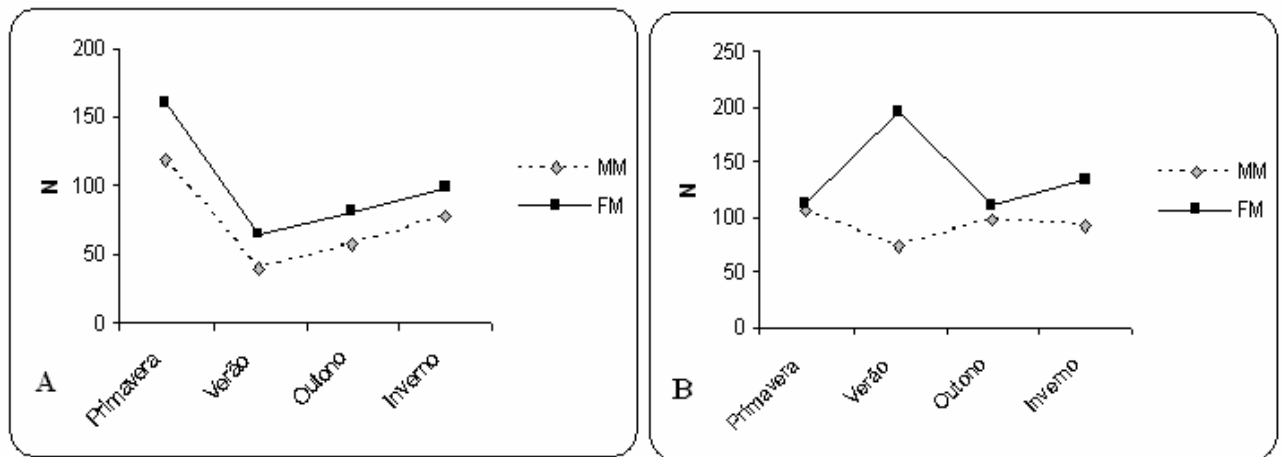 200
150
100
50
0
N
Primavera
Verão
Outono
Inverno
MM
FM
A
250
200
150
100
50
0
N
Primavera
Verão
Outono
Inverno
MM
FM
B